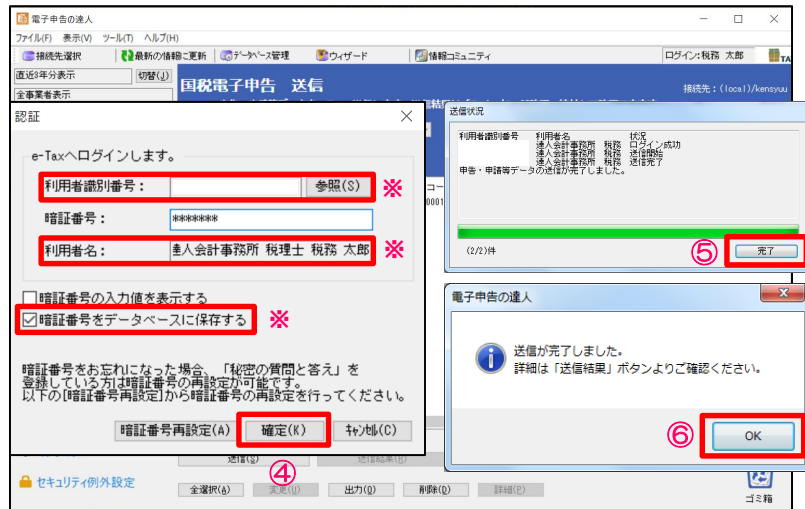 電子申告の達人
ファイル(F) 表示(V) ツール(T) ヘルプ(H)
接続先選択 最新の情報に更新 データベース管理 ウィザード 情報コミュニティ ログイン:税務 太郎 TA
直近3年分表示 切替(J)
全事業者表示
国税電子申告 送信
接続先：(local)/kensyuu
認証
e-Taxへログインします。
利用者識別番号： 参照(S) ※
暗証番号： *******
利用者名： 達人会計事務所 税理士 税務 太郎 ※
暗証番号の入力値を表示する
暗証番号をデータベースに保存する ※
暗証番号をお忘れになった場合、「秘密の質問と答え」を
登録している方は暗証番号の再設定が可能です。
以下の[暗証番号再設定]から暗証番号の再設定を行ってください。
暗証番号再設定(A) 確定(K) キャンセル(C)
④
コー
0001
送信状況
利用者識別番号 利用者名 状況
達人会計事務所 税務 ログイン成功
達人会計事務所 税務 送信開始
達人会計事務所 税務 送信完了
申告・申請等データの送信が完了しました。
(2/2)件
⑤ 完了
電子申告の達人
送信が完了しました。
詳細は「送信結果」ボタンよりご確認ください。
⑥ OK
送信(S) 送信結果(R)
セキュリティ例外設定
全選択(A) 変更(U) 出力(O) 削除(D) 詳細(P)
ゴミ箱